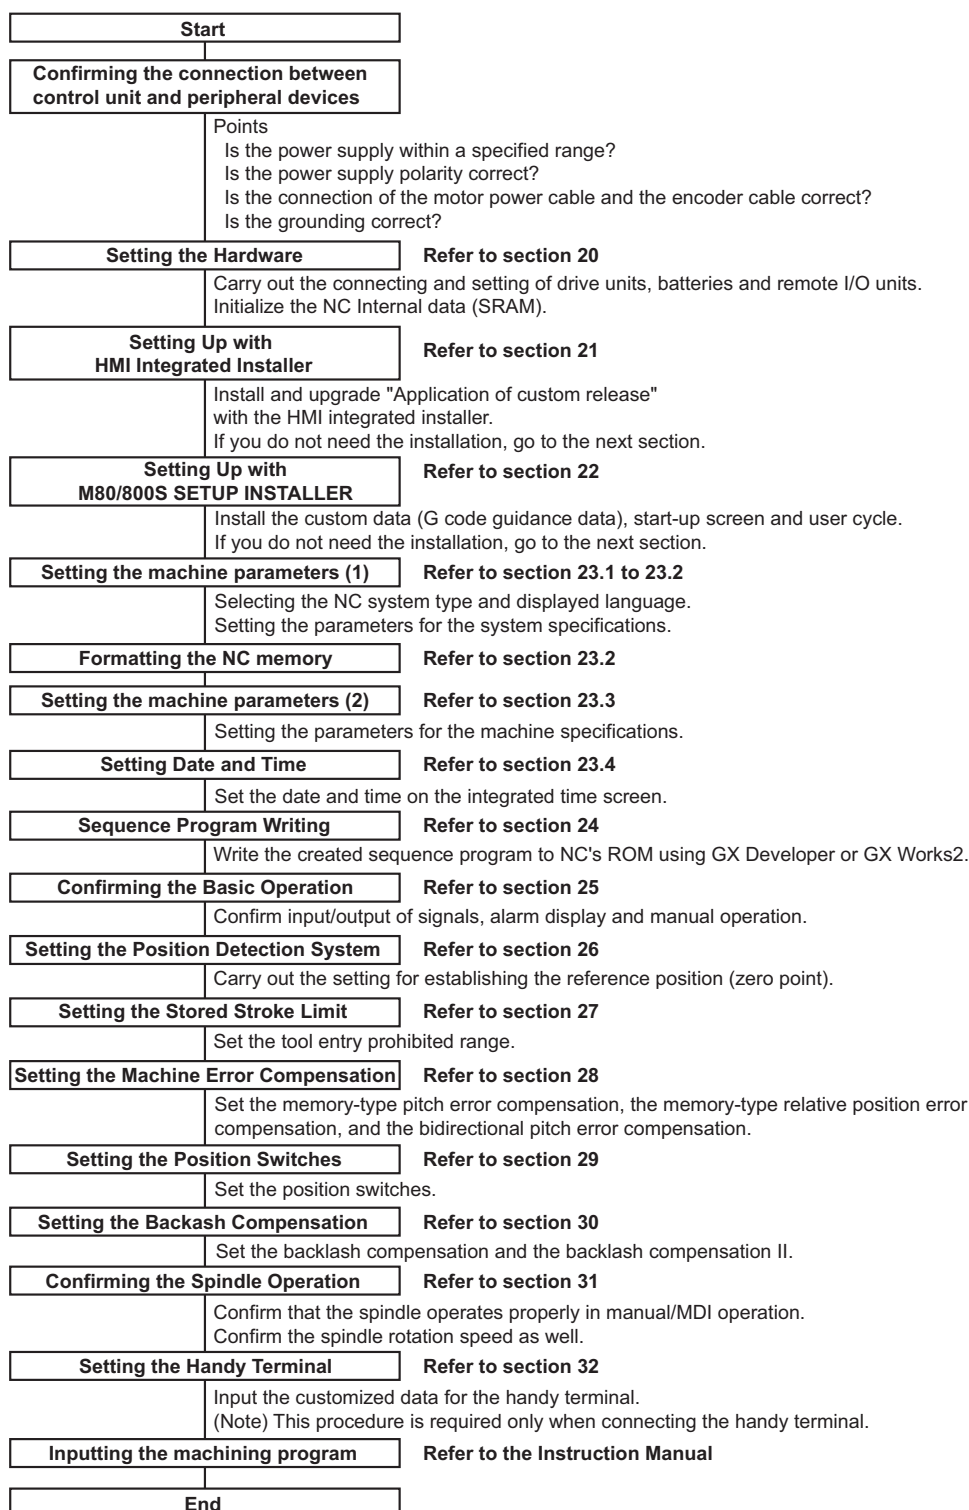 Start
Confirming the connection between
control unit and peripheral devices
Points
Is the power supply within a specified range?
Is the power supply polarity correct?
Is the connection of the motor power cable and the encoder cable correct?
Is the grounding correct?
Setting the Hardware Refer to section 20
Carry out the connecting and setting of drive units, batteries and remote I/O units.
Initialize the NC Internal data (SRAM).
Setting Up with
HMI Integrated Installer Refer to section 21
Install and upgrade "Application of custom release"
with the HMI integrated installer.
If you do not need the installation, go to the next section.
Setting Up with Refer to section 22
M80/800S SETUP INSTALLER
Install the custom data (G code guidance data), start-up screen and user cycle.
If you do not need the installation, go to the next section.
Setting the machine parameters (1) Refer to section 23.1 to 23.2
Selecting the NC system type and displayed language.
Setting the parameters for the system specifications.
Formatting the NC memory Refer to section 23.2
Setting the machine parameters (2) Refer to section 23.3
Setting the parameters for the machine specifications.
Setting Date and Time Refer to section 23.4
Set the date and time on the integrated time screen.
Sequence Program Writing Refer to section 24
Write the created sequence program to NC's ROM using GX Developer or GX Works2.
Confirming the Basic Operation Refer to section 25
Confirm input/output of signals, alarm display and manual operation.
Setting the Position Detection System Refer to section 26
Carry out the setting for establishing the reference position (zero point).
Setting the Stored Stroke Limit Refer to section 27
Set the tool entry prohibited range.
Setting the Machine Error Compensation Refer to section 28
Set the memory-type pitch error compensation, the memory-type relative position error
compensation, and the bidirectional pitch error compensation.
Setting the Position Switches Refer to section 29
Set the position switches.
Setting the Backash Compensation Refer to section 30
Set the backlash compensation and the backlash compensation II.
Confirming the Spindle Operation Refer to section 31
Confirm that the spindle operates properly in manual/MDI operation.
Confirm the spindle rotation speed as well.
Setting the Handy Terminal Refer to section 32
Input the customized data for the handy terminal.
(Note) This procedure is required only when connecting the handy terminal.
Inputting the machining program Refer to the Instruction Manual
End